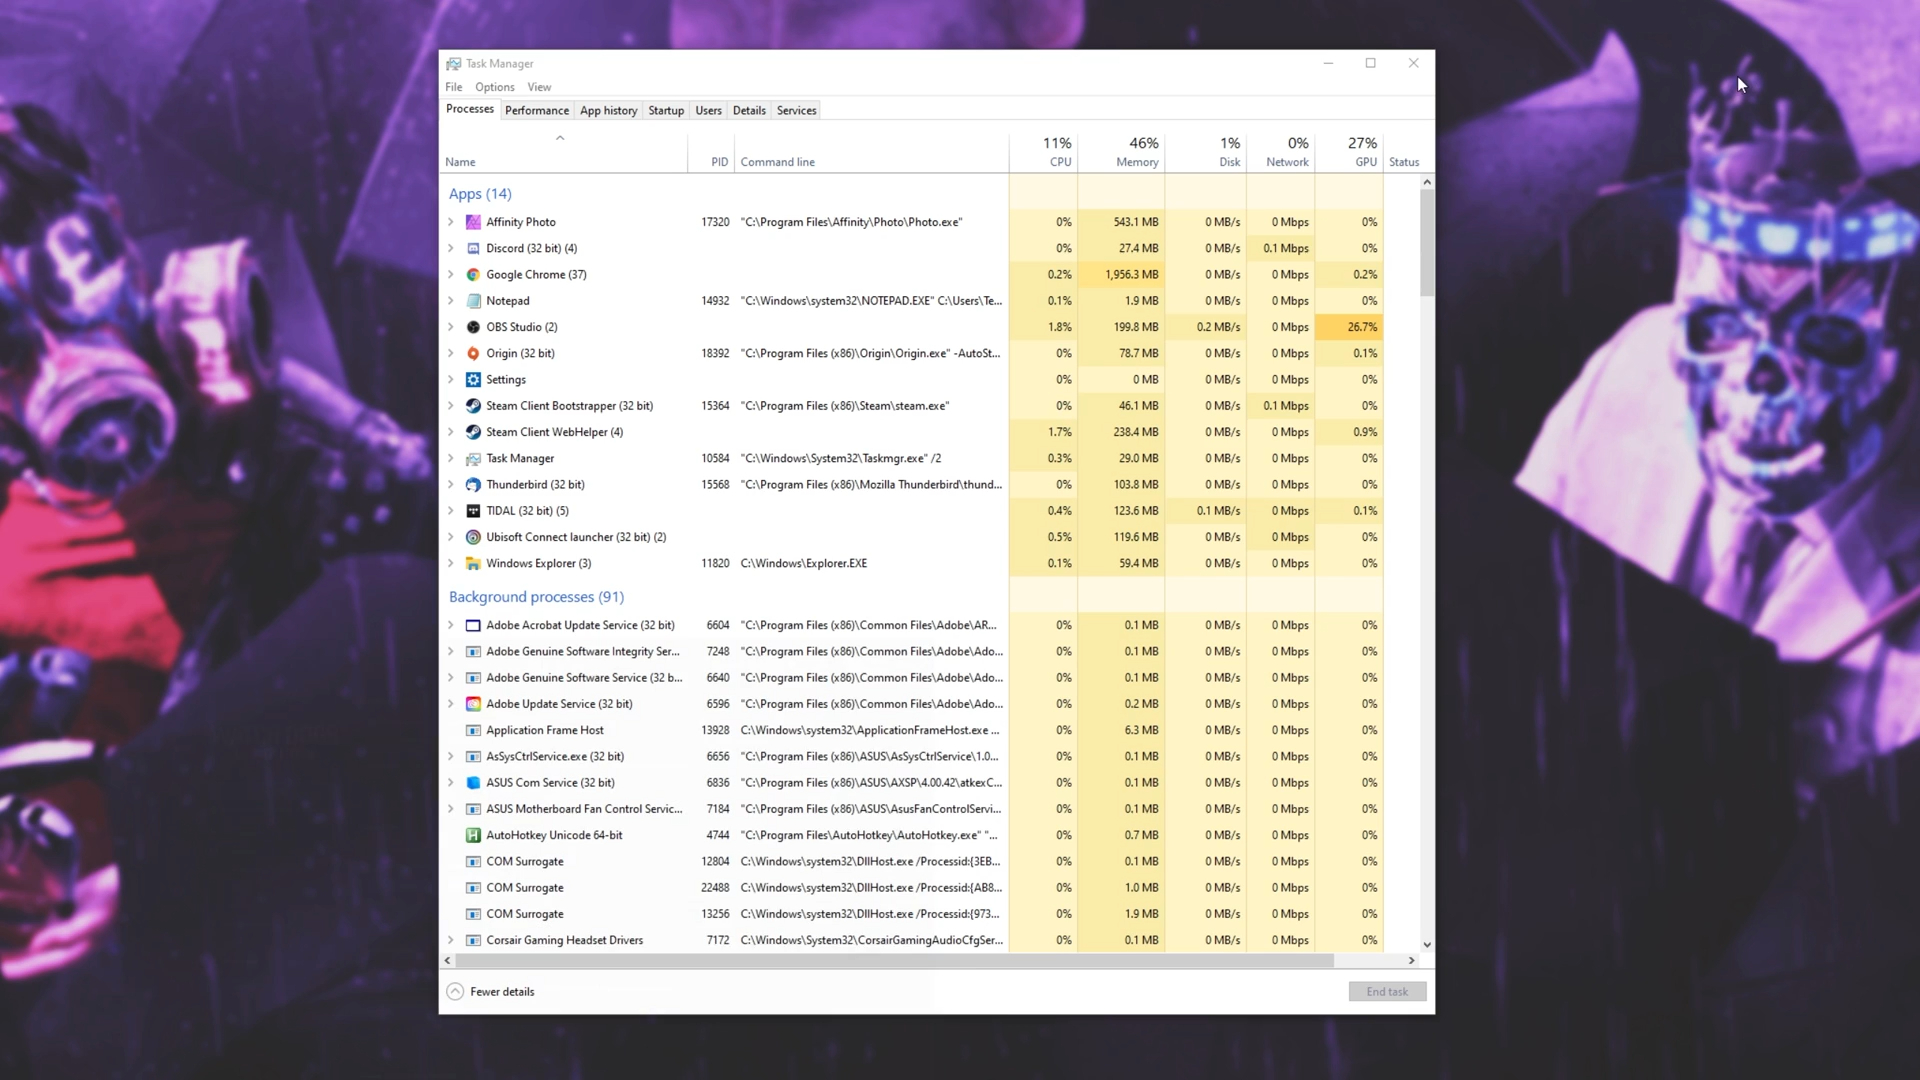 Task Manager
File Options View
Processes Performance App history Startup Users Details Services
11% 46% 1% 0% 27%
Name PID Command line CPU Memory Disk Network GPU Status
Apps (14)
Affinity Photo 17320 "C:\Program Files\Affinity\Photo\Photo.exe" 0% 543.1 MB 0 MB/s 0 Mbps 0%
Discord (32 bit) (4) 0% 27.4 MB 0 MB/s 0.1 Mbps 0%
Google Chrome (37) 0.2% 1,956.3 MB 0 MB/s 0 Mbps 0.2%
Notepad 14932 "C:\Windows\system32\NOTEPAD.EXE" C:\Users\Te... 0.1% 1.9 MB 0 MB/s 0 Mbps 0%
OBS Studio (2) 1.8% 199.8 MB 0.2 MB/s 0 Mbps 26.7%
Origin (32 bit) 18392 "C:\Program Files (x86)\Origin\Origin.exe" -AutoSt... 0% 78.7 MB 0 MB/s 0 Mbps 0.1%
Settings 0% 0 MB 0 MB/s 0 Mbps 0%
Steam Client Bootstrapper (32 bit) 15364 "C:\Program Files (x86)\Steam\steam.exe" 0% 46.1 MB 0 MB/s 0.1 Mbps 0%
Steam Client WebHelper (4) 1.7% 238.4 MB 0 MB/s 0 Mbps 0.9%
Task Manager 10584 "C:\Windows\System32\Taskmgr.exe" /2 0.3% 29.0 MB 0 MB/s 0 Mbps 0%
Thunderbird (32 bit) 15568 "C:\Program Files (x86)\Mozilla Thunderbird\thund... 0% 103.8 MB 0 MB/s 0 Mbps 0%
TIDAL (32 bit) (5) 0.4% 123.6 MB 0.1 MB/s 0 Mbps 0.1%
Ubisoft Connect launcher (32 bit) (2) 0.5% 119.6 MB 0 MB/s 0 Mbps 0%
Windows Explorer (3) 11820 C:\Windows\Explorer.EXE 0.1% 59.4 MB 0 MB/s 0 Mbps 0%
Background processes (91)
Adobe Acrobat Update Service (32 bit) 6604 "C:\Program Files (x86)\Common Files\Adobe\AR... 0% 0.1 MB 0 MB/s 0 Mbps 0%
Adobe Genuine Software Integrity Ser... 7248 "C:\Program Files (x86)\Common Files\Adobe\Ado... 0% 0.1 MB 0 MB/s 0 Mbps 0%
Adobe Genuine Software Service (32 b... 6640 "C:\Program Files (x86)\Common Files\Adobe\Ado... 0% 0.1 MB 0 MB/s 0 Mbps 0%
Adobe Update Service (32 bit) 6596 "C:\Program Files (x86)\Common Files\Adobe\Ado... 0% 0.2 MB 0 MB/s 0 Mbps 0%
Application Frame Host 13928 C:\Windows\system32\ApplicationFrameHost.exe ... 0% 6.3 MB 0 MB/s 0 Mbps 0%
AsSysCtrlService.exe (32 bit) 6656 "C:\Program Files (x86)\ASUS\AsSysCtrlService\1.0... 0% 0.1 MB 0 MB/s 0 Mbps 0%
ASUS Com Service (32 bit) 6836 "C:\Program Files (x86)\ASUS\AXSP\4.00.42\atkexC... 0% 0.1 MB 0 MB/s 0 Mbps 0%
ASUS Motherboard Fan Control Servic... 7184 "C:\Program Files (x86)\ASUS\AsusFanControlServi... 0% 0.1 MB 0 MB/s 0 Mbps 0%
AutoHotkey Unicode 64-bit 4744 "C:\Program Files\AutoHotkey\AutoHotkey.exe" "... 0% 0.7 MB 0 MB/s 0 Mbps 0%
COM Surrogate 12804 C:\Windows\system32\DllHost.exe /Processid:{3EB... 0% 0.1 MB 0 MB/s 0 Mbps 0%
COM Surrogate 22488 C:\Windows\system32\DllHost.exe /Processid:{AB8... 0% 1.0 MB 0 MB/s 0 Mbps 0%
COM Surrogate 13256 C:\Windows\system32\DllHost.exe /Processid:{973... 0% 1.9 MB 0 MB/s 0 Mbps 0%
Corsair Gaming Headset Drivers 7172 C:\Windows\System32\CorsairGamingAudioCfgSer... 0% 0.1 MB 0 MB/s 0 Mbps 0%
Fewer details End task